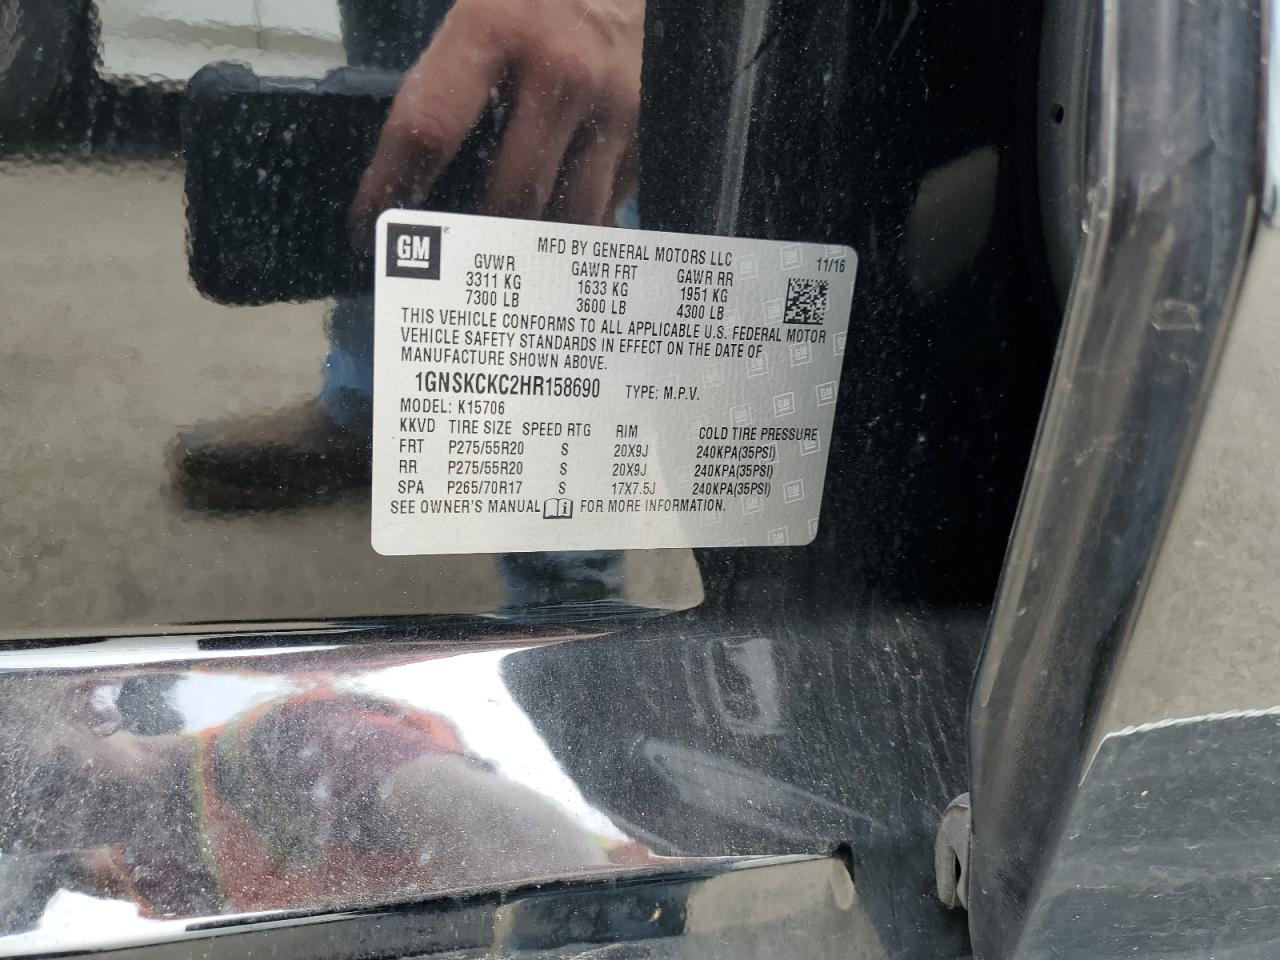 GM ®
MFD BY GENERAL MOTORS LLC 11/16
GVWR GAWR FRT GAWR RR
3311 KG 1633 KG 1951 KG
7300 LB 3600 LB 4300 LB
THIS VEHICLE CONFORMS TO ALL APPLICABLE U.S. FEDERAL MOTOR
VEHICLE SAFETY STANDARDS IN EFFECT ON THE DATE OF
MANUFACTURE SHOWN ABOVE.
1GNSKCKC2HR158690 TYPE: M.P.V.
MODEL: K15706
KKVD TIRE SIZE SPEED RTG RIM COLD TIRE PRESSURE
FRT P275/55R20 S 20X9J 240KPA(35PSI)
RR P275/55R20 S 20X9J 240KPA(35PSI)
SPA P265/70R17 S 17X7.5J 240KPA(35PSI)
SEE OWNER'S MANUAL i FOR MORE INFORMATION.